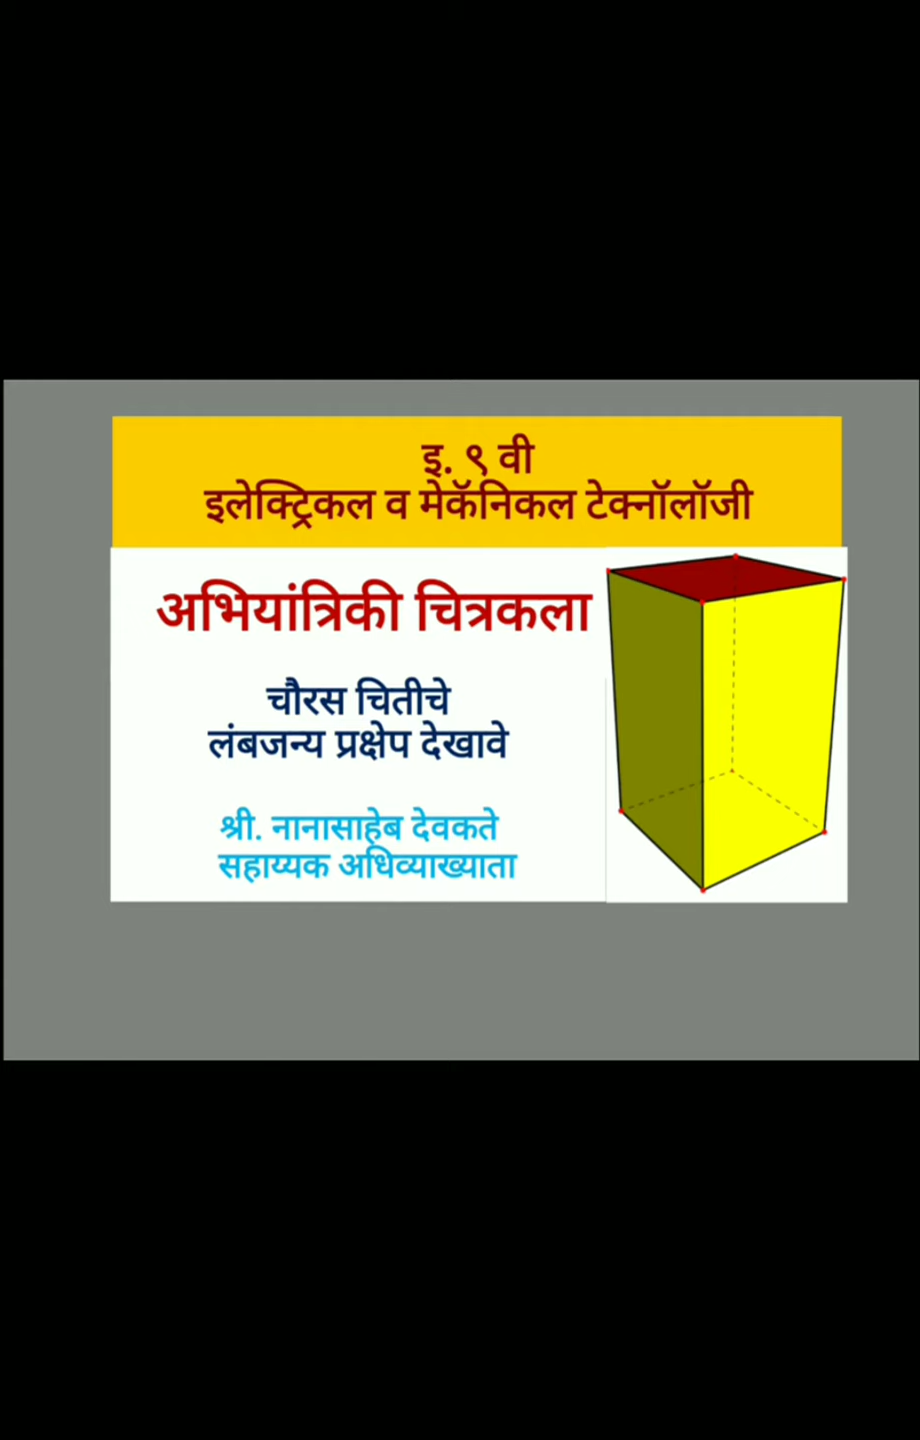 इ. ९ वी
इलेक्ट्रिकल व मेकॅनिकल टेक्नॉलॉजी
अभियांत्रिकी चित्रकला
चौरस चितीचे
लंबजन्य प्रक्षेप देखावे
श्री. नानासाहेब देवकते
सहाय्यक अधिव्याख्याता